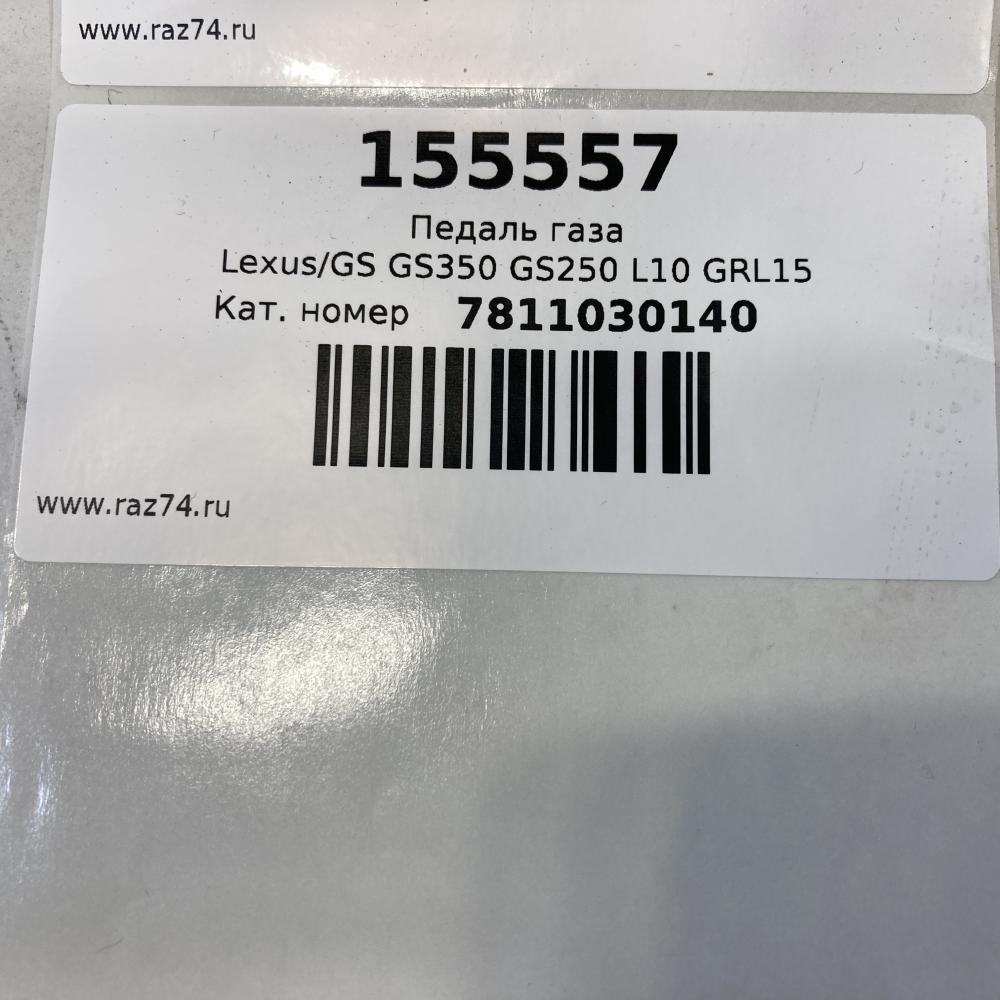 www.raz74.ru
155557
Педаль газа
Lexus/GS GS350 GS250 L10 GRL15
Кат. номер 7811030140
www.raz74.ru